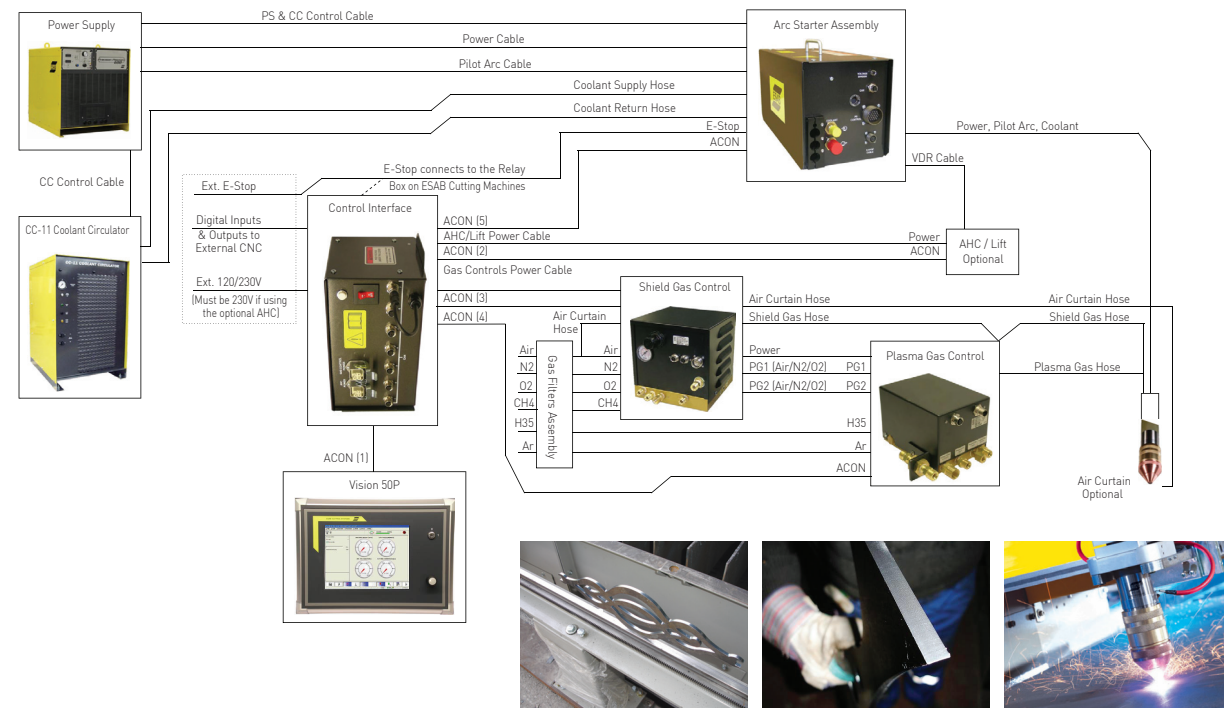 PS & CC Control Cable
Power Supply
Arc Starter Assembly
Power Cable
Pilot Arc Cable
Coolant Supply Hose
Coolant Return Hose
E-Stop
ACON
Power, Pilot Arc, Coolant
VDR Cable
CC Control Cable
E-Stop connects to the Relay
Box on ESAB Cutting Machines
Ext. E-Stop
Control Interface
Digital Inputs
& Outputs to
External CNC
Ext. 120/230V
(Must be 230V if using
the optional AHC)
CC-11 Coolant Circulator
CC-11 COOLANT CIRCULATOR
ACON (5)
AHC/Lift Power Cable
ACON (2)
Gas Controls Power Cable
ACON (3)
ACON (4)
Power
ACON
AHC / Lift
Optional
Shield Gas Control
Air Curtain
Hose
Air Curtain Hose
Shield Gas Hose
Air Curtain Hose
Shield Gas Hose
Air
N2
O2
CH4
H35
Ar
Gas Filters Assembly
Air
N2
O2
CH4
Power
PG1 (Air/N2/O2)
PG2 (Air/N2/O2)
PG1
PG2
H35
Ar
ACON
Plasma Gas Control
Plasma Gas Hose
Air Curtain
Optional
ACON (1)
Vision 50P